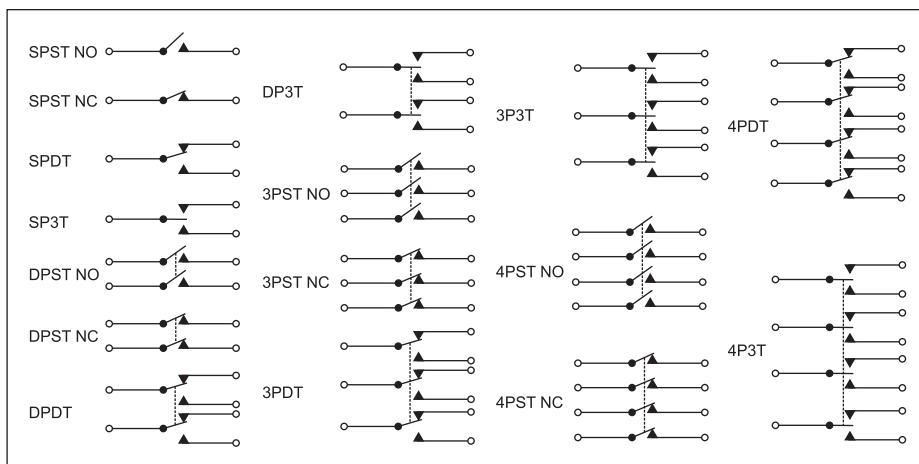 SPST NO
SPST NC
SPDT
SP3T
DPST NO
DPST NC
DPDT
DP3T
3PST NO
3PST NC
3PDT
3P3T
4PST NO
4PST NC
4PDT
4P3T